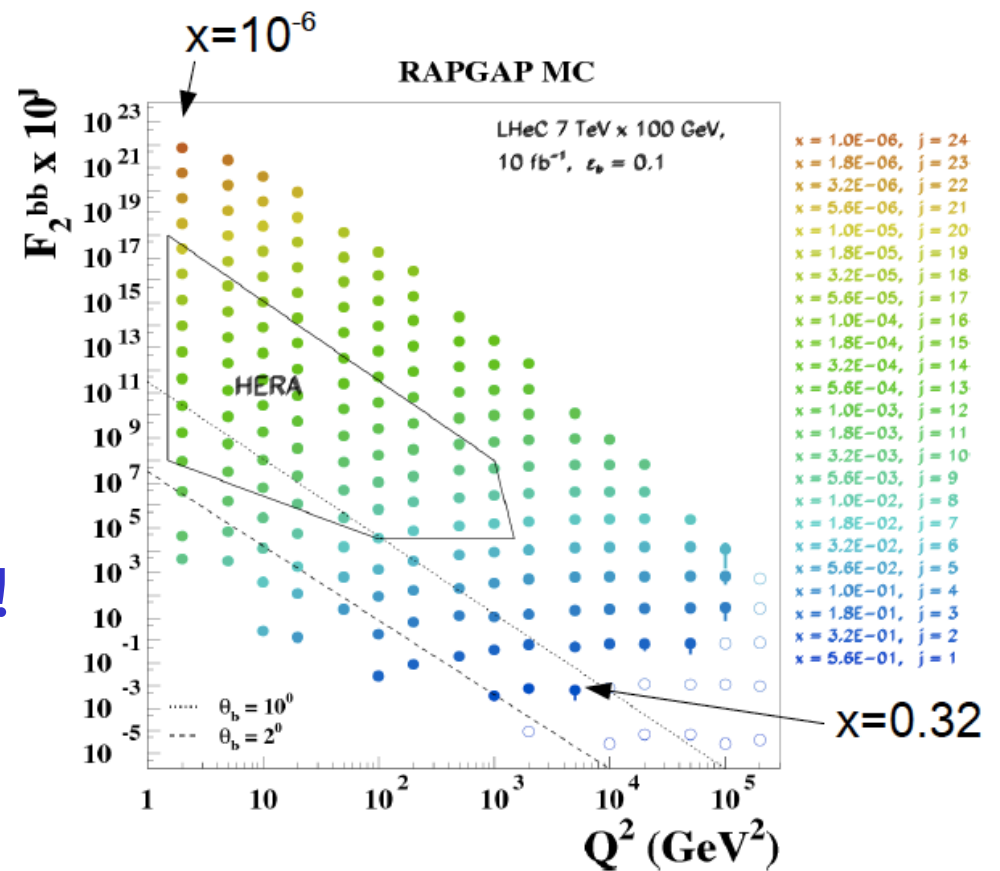 x=10^-6
RAPGAP MC
F_2^bb x 10^J
LHeC 7 TeV x 100 GeV,
10 fb^-1, ε_b = 0.1
10^23
10^21
10^19
10^17
10^15
10^13
10^11
10^9
10^7
10^5
10^3
10
10^-1
10^-3
10^-5
HERA
!
θ_b = 10^0
θ_b = 2^0
x=0.32
1 10 10^2 10^3 10^4 10^5
Q^2 (GeV^2)
x = 1.0E-06, j = 24
x = 1.8E-06, j = 23
x = 3.2E-06, j = 22
x = 5.6E-06, j = 21
x = 1.0E-05, j = 20
x = 1.8E-05, j = 19
x = 3.2E-05, j = 18
x = 5.6E-05, j = 17
x = 1.0E-04, j = 16
x = 1.8E-04, j = 15
x = 3.2E-04, j = 14
x = 5.6E-04, j = 13
x = 1.0E-03, j = 12
x = 1.8E-03, j = 11
x = 3.2E-03, j = 10
x = 5.6E-03, j = 9
x = 1.0E-02, j = 8
x = 1.8E-02, j = 7
x = 3.2E-02, j = 6
x = 5.6E-02, j = 5
x = 1.0E-01, j = 4
x = 1.8E-01, j = 3
x = 3.2E-01, j = 2
x = 5.6E-01, j = 1